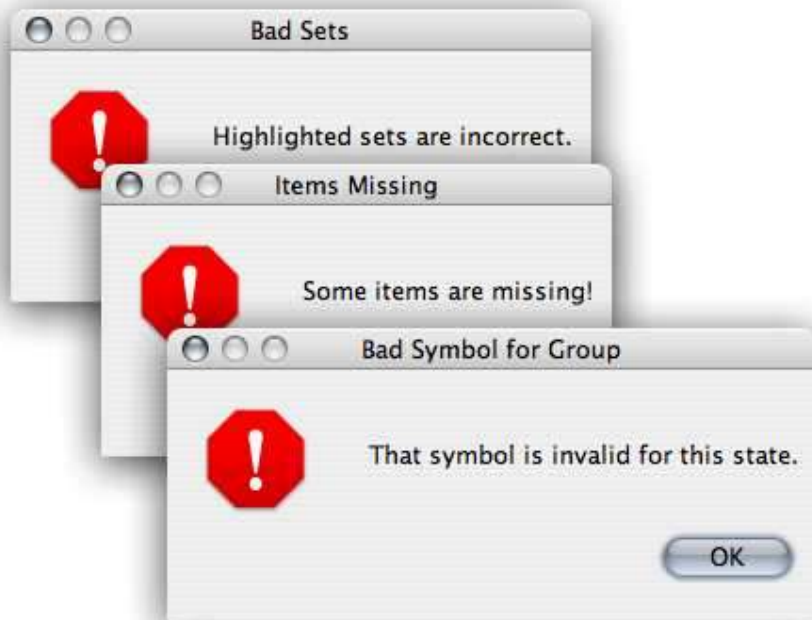 Bad Sets
Highlighted sets are incorrect.
Items Missing
Some items are missing!
Bad Symbol for Group
That symbol is invalid for this state.
OK